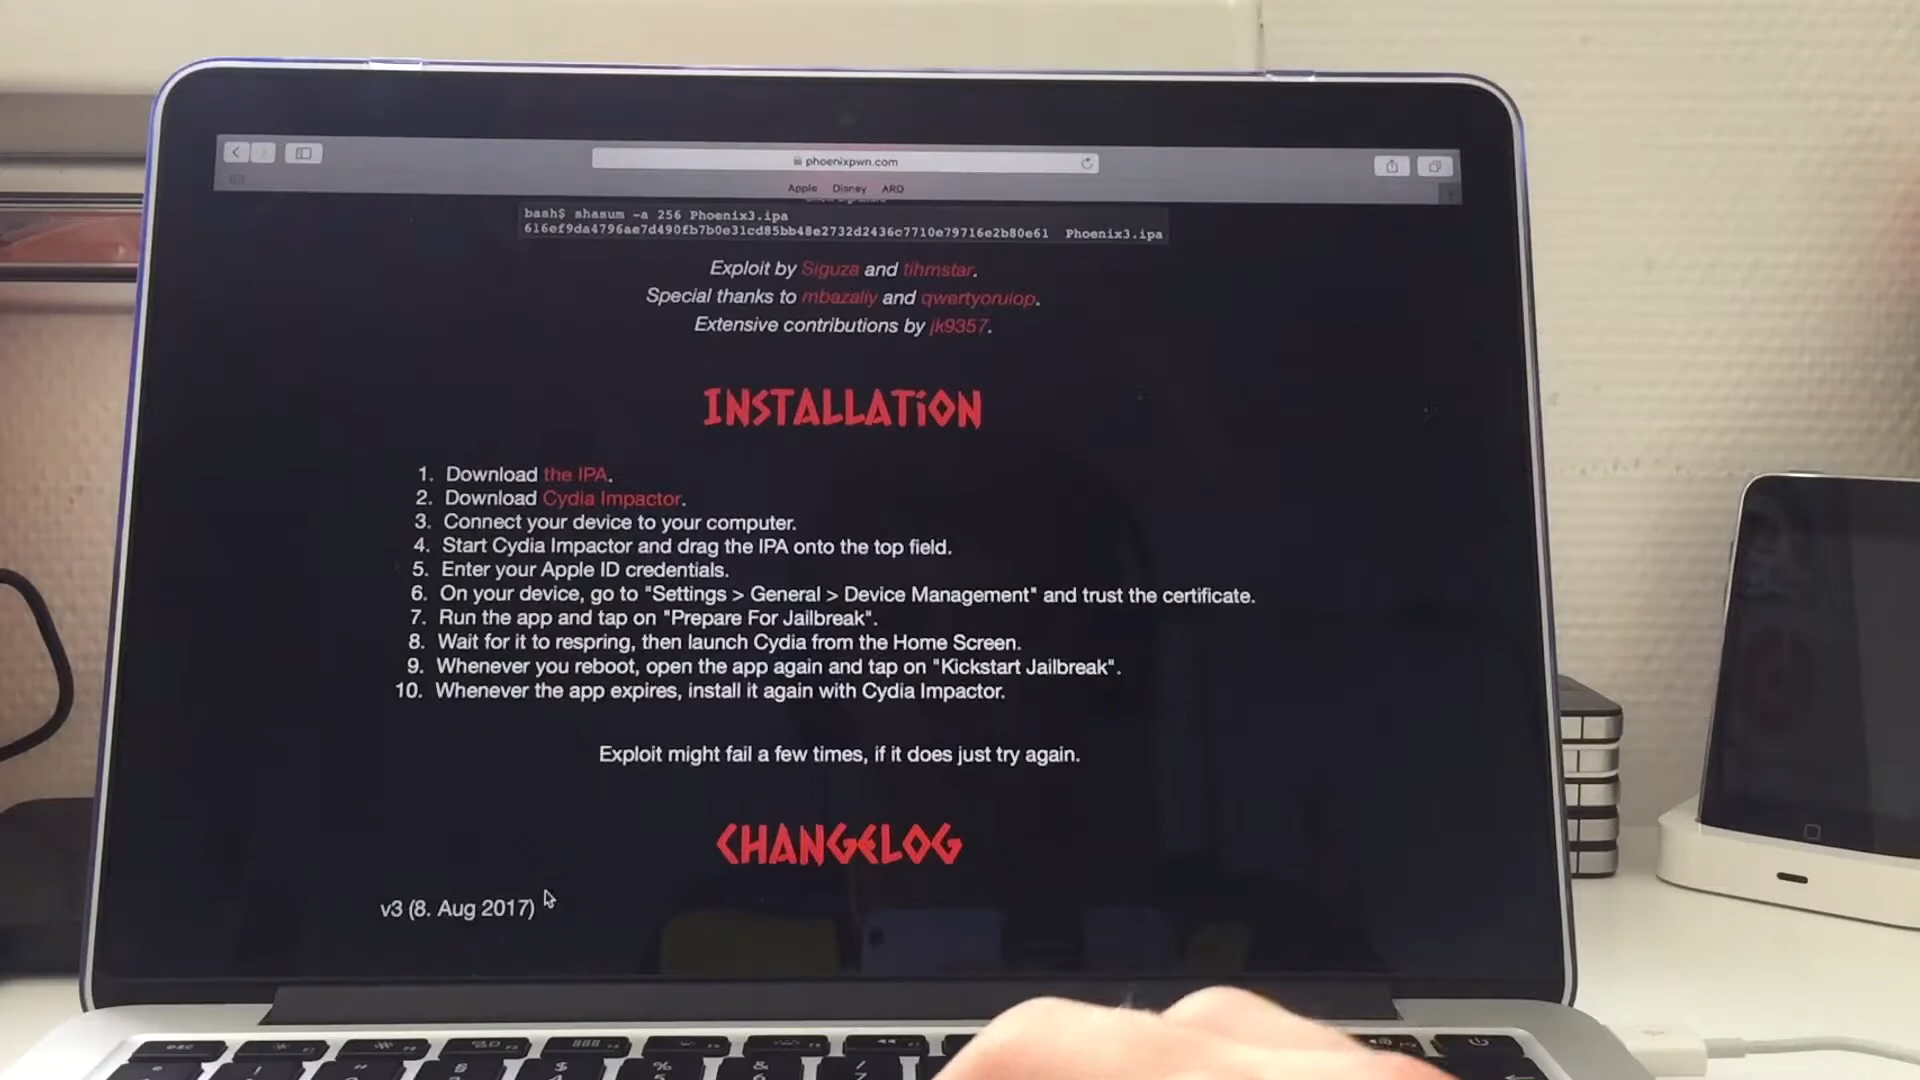 phoenixpwn.com
Apple Disney ARD
bash$ shasum -a 256 Phoenix3.ipa
616ef9da4796ae7d490fb7b0e31cd85bb48e2732d2436c7710e79716e2b80e61 Phoenix3.ipa
Exploit by Siguza and tihmstar.
Special thanks to mbazaliy and qwertyoruiop.
Extensive contributions by jk9357.
INSTALLATION
1. Download the IPA.
2. Download Cydia Impactor.
3. Connect your device to your computer.
4. Start Cydia Impactor and drag the IPA onto the top field.
5. Enter your Apple ID credentials.
6. On your device, go to "Settings > General > Device Management" and trust the certificate.
7. Run the app and tap on "Prepare For Jailbreak".
8. Wait for it to respring, then launch Cydia from the Home Screen.
9. Whenever you reboot, open the app again and tap on "Kickstart Jailbreak".
10. Whenever the app expires, install it again with Cydia Impactor.
Exploit might fail a few times, if it does just try again.
CHANGELOG
v3 (8. Aug 2017)
esc